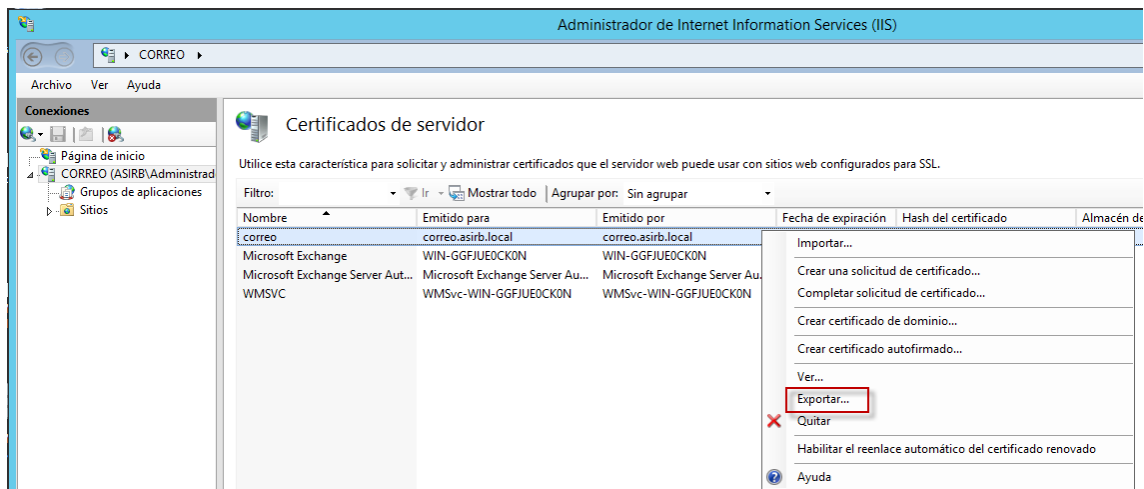 Administrador de Internet Information Services (IIS)
CORREO
Archivo Ver Ayuda
Conexiones
Página de inicio
CORREO (ASIRB\Administrad
Grupos de aplicaciones
Sitios
Certificados de servidor
Utilice esta característica para solicitar y administrar certificados que el servidor web puede usar con sitios web configurados para SSL.
Filtro: Ir Mostrar todo Agrupar por: Sin agrupar
Nombre Emitido para Emitido por Fecha de expiración Hash del certificado Almacén de
correo correo.asirb.local correo.asirb.local
Microsoft Exchange WIN-GGFJUE0CK0N WIN-GGFJUE0CK0N
Microsoft Exchange Server Aut... Microsoft Exchange Server Au... Microsoft Exchange Server Au.
WMSVC WMSvc-WIN-GGFJUE0CK0N WMSvc-WIN-GGFJUE0CK0N
Importar...
Crear una solicitud de certificado...
Completar solicitud de certificado...
Crear certificado de dominio...
Crear certificado autofirmado...
Ver...
Exportar...
Quitar
Habilitar el reenlace automático del certificado renovado
Ayuda